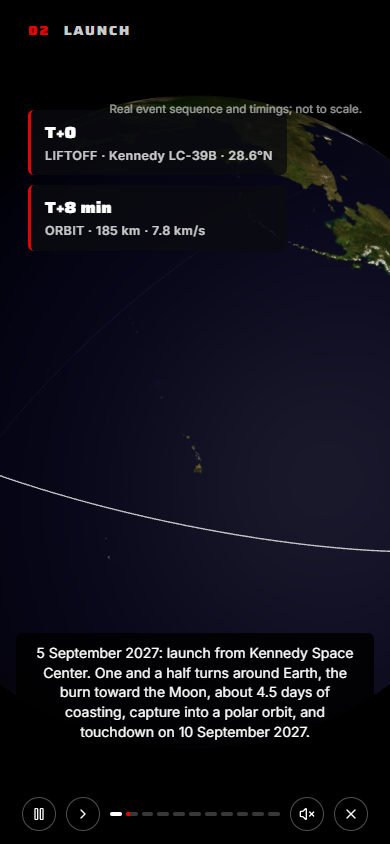 02 LAUNCH
Real event sequence and timings; not to scale.
T+0
LIFTOFF · Kennedy LC-39B · 28.6°N
T+8 min
ORBIT · 185 km · 7.8 km/s
5 September 2027: launch from Kennedy Space
Center. One and a half turns around Earth, the
burn toward the Moon, about 4.5 days of
coasting, capture into a polar orbit, and
touchdown on 10 September 2027.